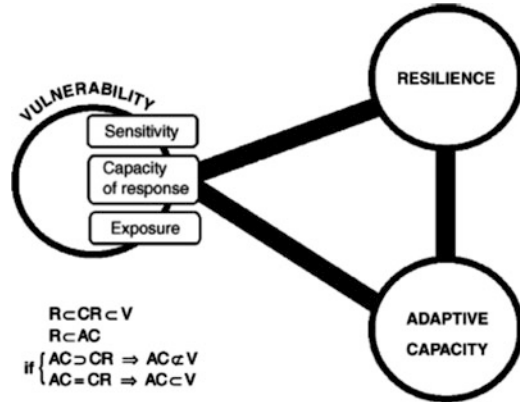 VULNERABILITY
Sensitivity
Capacity
of response
Exposure
RESILIENCE
ADAPTIVE
CAPACITY
R⊂CR⊂V
R⊂AC
if { AC⊃CR ⇒ AC⊄V
AC=CR ⇒ AC⊂V